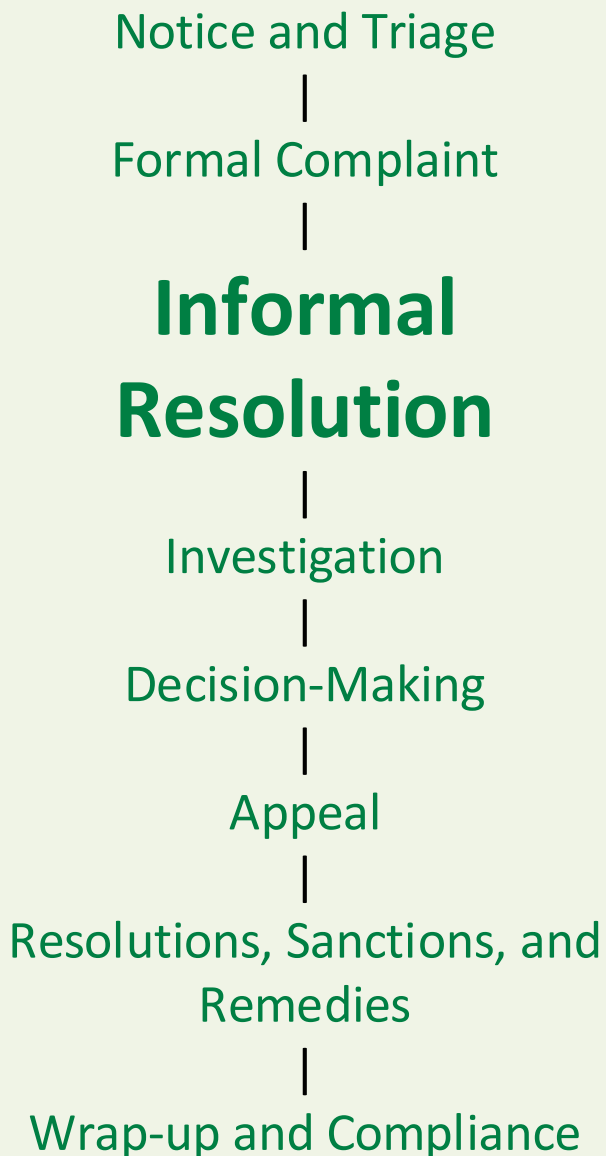 Notice and Triage
Formal Complaint
Informal
Resolution
Investigation
Decision-Making
Appeal
Resolutions, Sanctions, and
Remedies
Wrap-up and Compliance